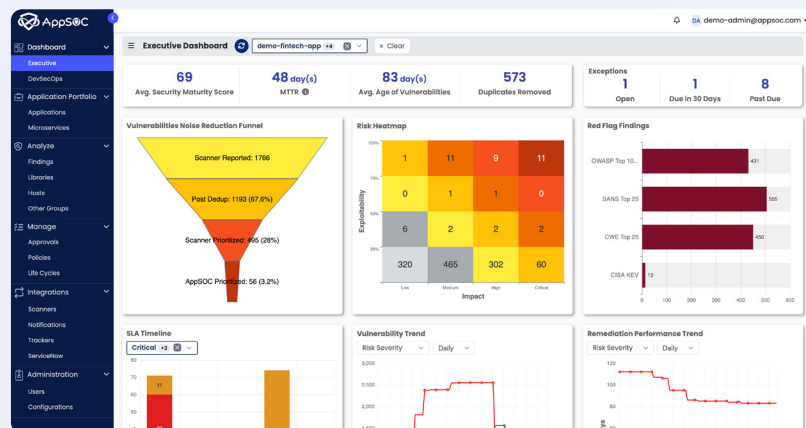 AppSOC
DA demo-admin@appsoc.com
Dashboard
Executive
DevSecOps
Application Portfolio
Applications
Microservices
Analyze
Findings
Libraries
Hosts
Other Groups
Manage
Approvals
Policies
Life Cycles
Integrations
Scanners
Notifications
Trackers
ServiceNow
Administration
Users
Configurations
Executive Dashboard
demo-fintech-app +4
× Clear
69
Avg. Security Maturity Score
48 day(s)
MTTR
83 day(s)
Avg. Age of Vulnerabilities
573
Duplicates Removed
Exceptions
1
Open
1
Due in 30 Days
8
Past Due
Vulnerabilities Noise Reduction Funnel
Scanner Reported: 1766
Post Dedup: 1193 (67.6%)
Scanner Prioritized: 495 (28%)
AppSOC Prioritized: 56 (3.2%)
Risk Heatmap
Exploitability
100%
1 11 9 11
75%
0 1 1 0
50%
6 2 2 2
25%
320 465 302 60
Low Medium High Critical
Impact
Red Flag Findings
OWASP Top 10... 431
SANS Top 25 505
CWE Top 25 450
CISA KEV 13
0 100 200 300 400 500 600
SLA Timeline
Critical +2
80
70
11
60
50
40
Vulnerability Trend
Risk Severity Daily
3,000
2,500
2,000
Remediation Performance Trend
Risk Severity Daily
120
100
80